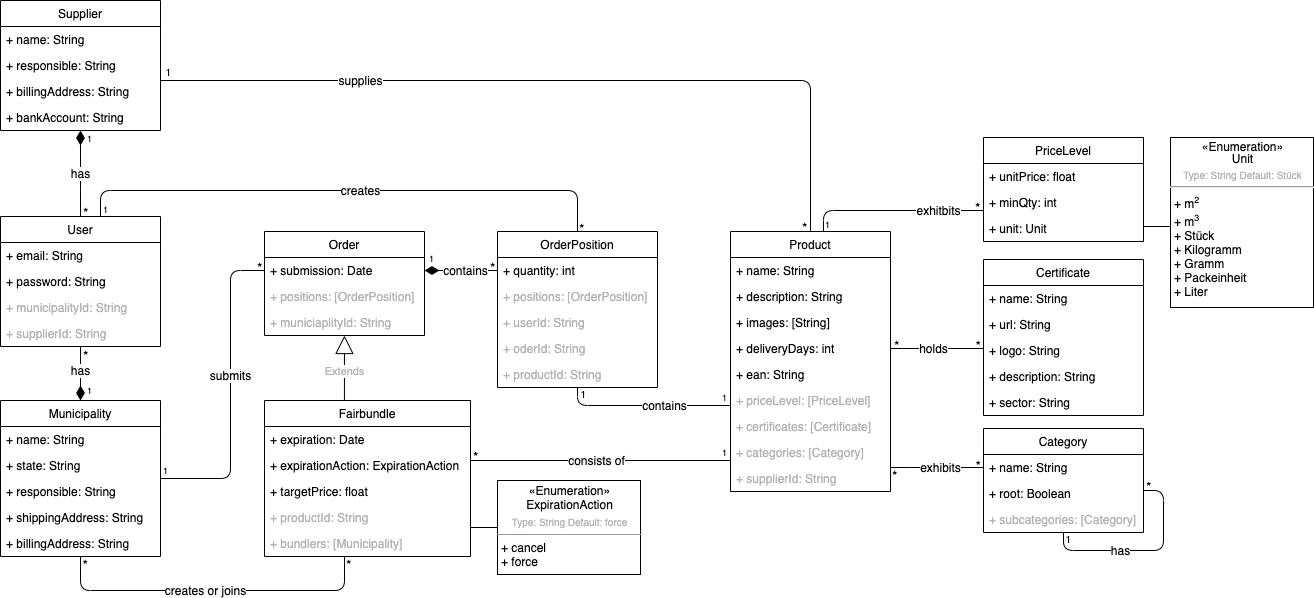 Supplier
+ name: String
+ responsible: String
+ billingAddress: String
+ bankAccount: String
1
supplies
*
1
has
*
User
+ email: String
+ password: String
+ municipalityId: String
+ supplierId: String
1
creates
*
*
has
1
Municipality
+ name: String
+ state: String
+ responsible: String
+ shippingAddress: String
+ billingAddress: String
1
submits
*
Order
+ submission: Date
+ positions: [OrderPosition]
+ municiaplityId: String
1
contains
*
OrderPosition
+ quantity: int
+ positions: [OrderPosition]
+ userId: String
+ oderId: String
+ productId: String
1
contains
1
Extends
Fairbundle
+ expiration: Date
+ expirationAction: ExpirationAction
+ targetPrice: float
+ productId: String
+ bundlers: [Municipality]
*
consists of
1
*
creates or joins
*
«Enumeration»
ExpirationAction
Type: String Default: force
+ cancel
+ force
Product
+ name: String
+ description: String
+ images: [String]
+ deliveryDays: int
+ ean: String
+ priceLevel: [PriceLevel]
+ certificates: [Certificate]
+ categories: [Category]
+ supplierId: String
1
exhitbits
*
PriceLevel
+ unitPrice: float
+ minQty: int
+ unit: Unit
«Enumeration»
Unit
Type: String Default: Stück
+ m²
+ m³
+ Stück
+ Kilogramm
+ Gramm
+ Packeinheit
+ Liter
*
holds
*
Certificate
+ name: String
+ url: String
+ logo: String
+ description: String
+ sector: String
*
exhibits
*
Category
+ name: String
+ root: Boolean
+ subcategories: [Category]
*
1
has